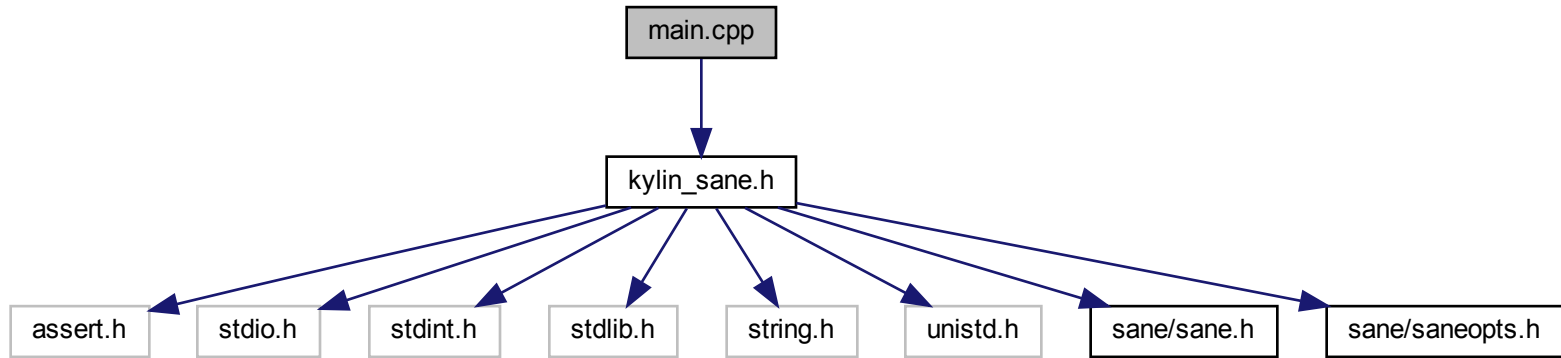 main.cpp
kylin_sane.h
assert.h
stdio.h
stdint.h
stdlib.h
string.h
unistd.h
sane/sane.h
sane/saneopts.h